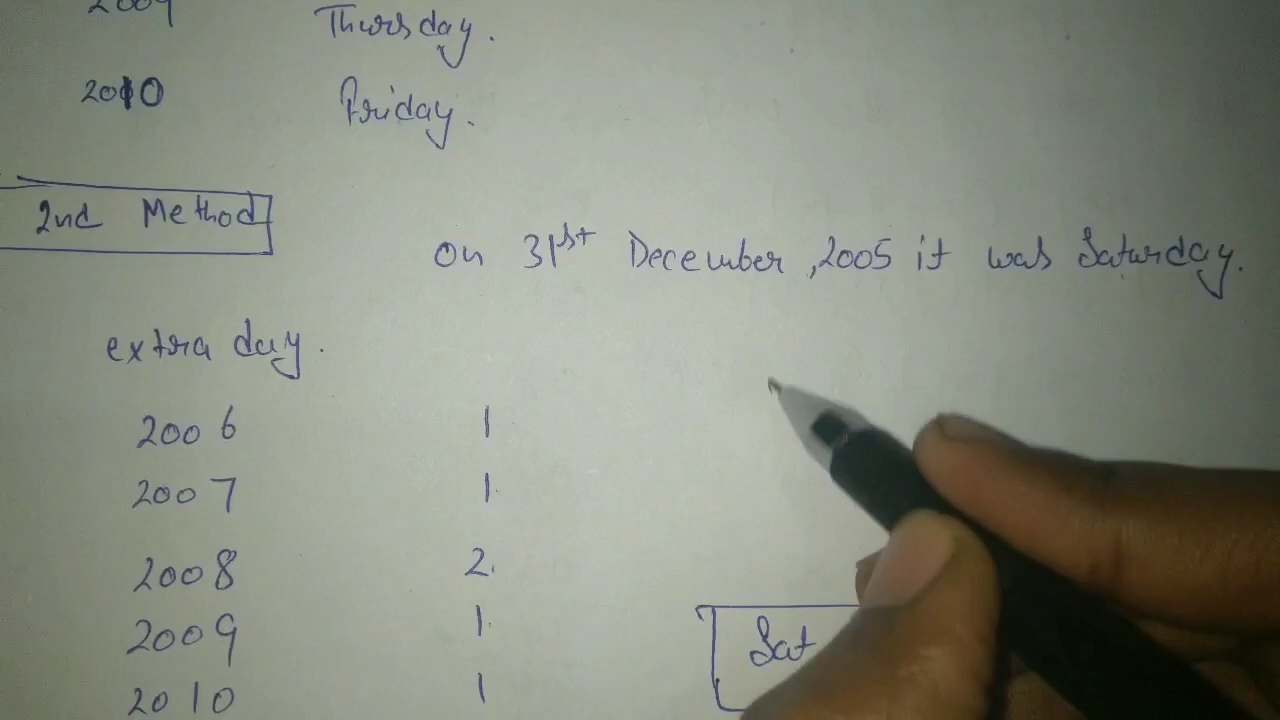 2009 Thursday.
2010 Friday.
2nd Method
on 31st December, 2005 it was Saturday.
extra day.
2006 1
2007 1
2008 2.
2009 1.
2010 1
Sat